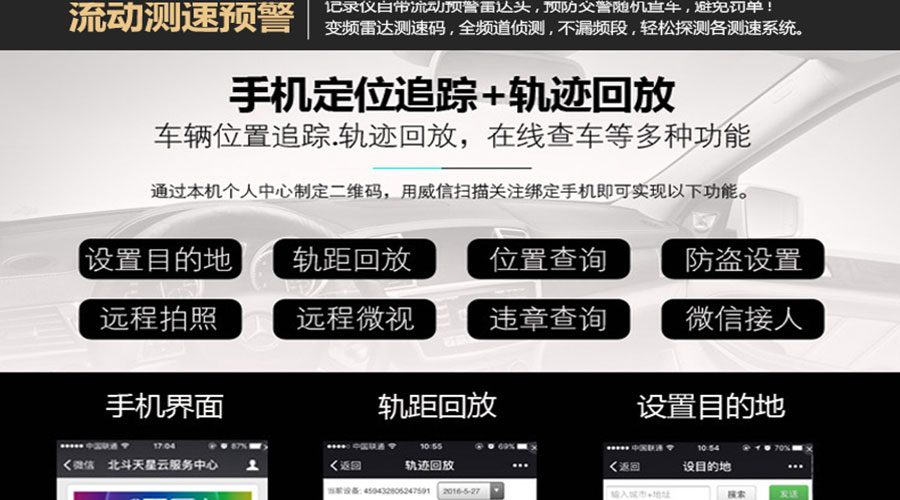 流动测速预警
记录仪自带流动预警雷达头，预防交警随机查车，避免罚单！
变频雷达测速码，全频道侦测，不漏频段，轻松探测各测速系统。
手机定位追踪+轨迹回放
车辆位置追踪.轨迹回放，在线查车等多种功能
通过本机个人中心制定二维码，用威信扫描关注绑定手机即可实现以下功能。
设置目的地 轨距回放 位置查询 防盗设置
远程拍照 远程微视 违章查询 微信接人
手机界面 轨距回放 设置目的地
中国联通 17:04 87%
微信 北斗天星云服务中心
中国联通 10:55 69%
返回 轨迹回放
当前设备: 459432805247591 2016-5-27
中国联通 10:54 70%
返回 设目的地
输入城市+地址 搜索 发送